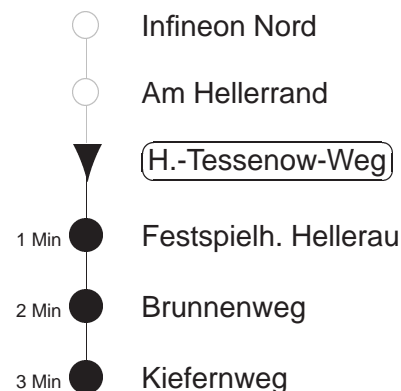 Infineon Nord
Am Hellerrand
H.-Tessenow-Weg
1 Min Festspielh. Hellerau
2 Min Brunnenweg
3 Min Kiefernweg